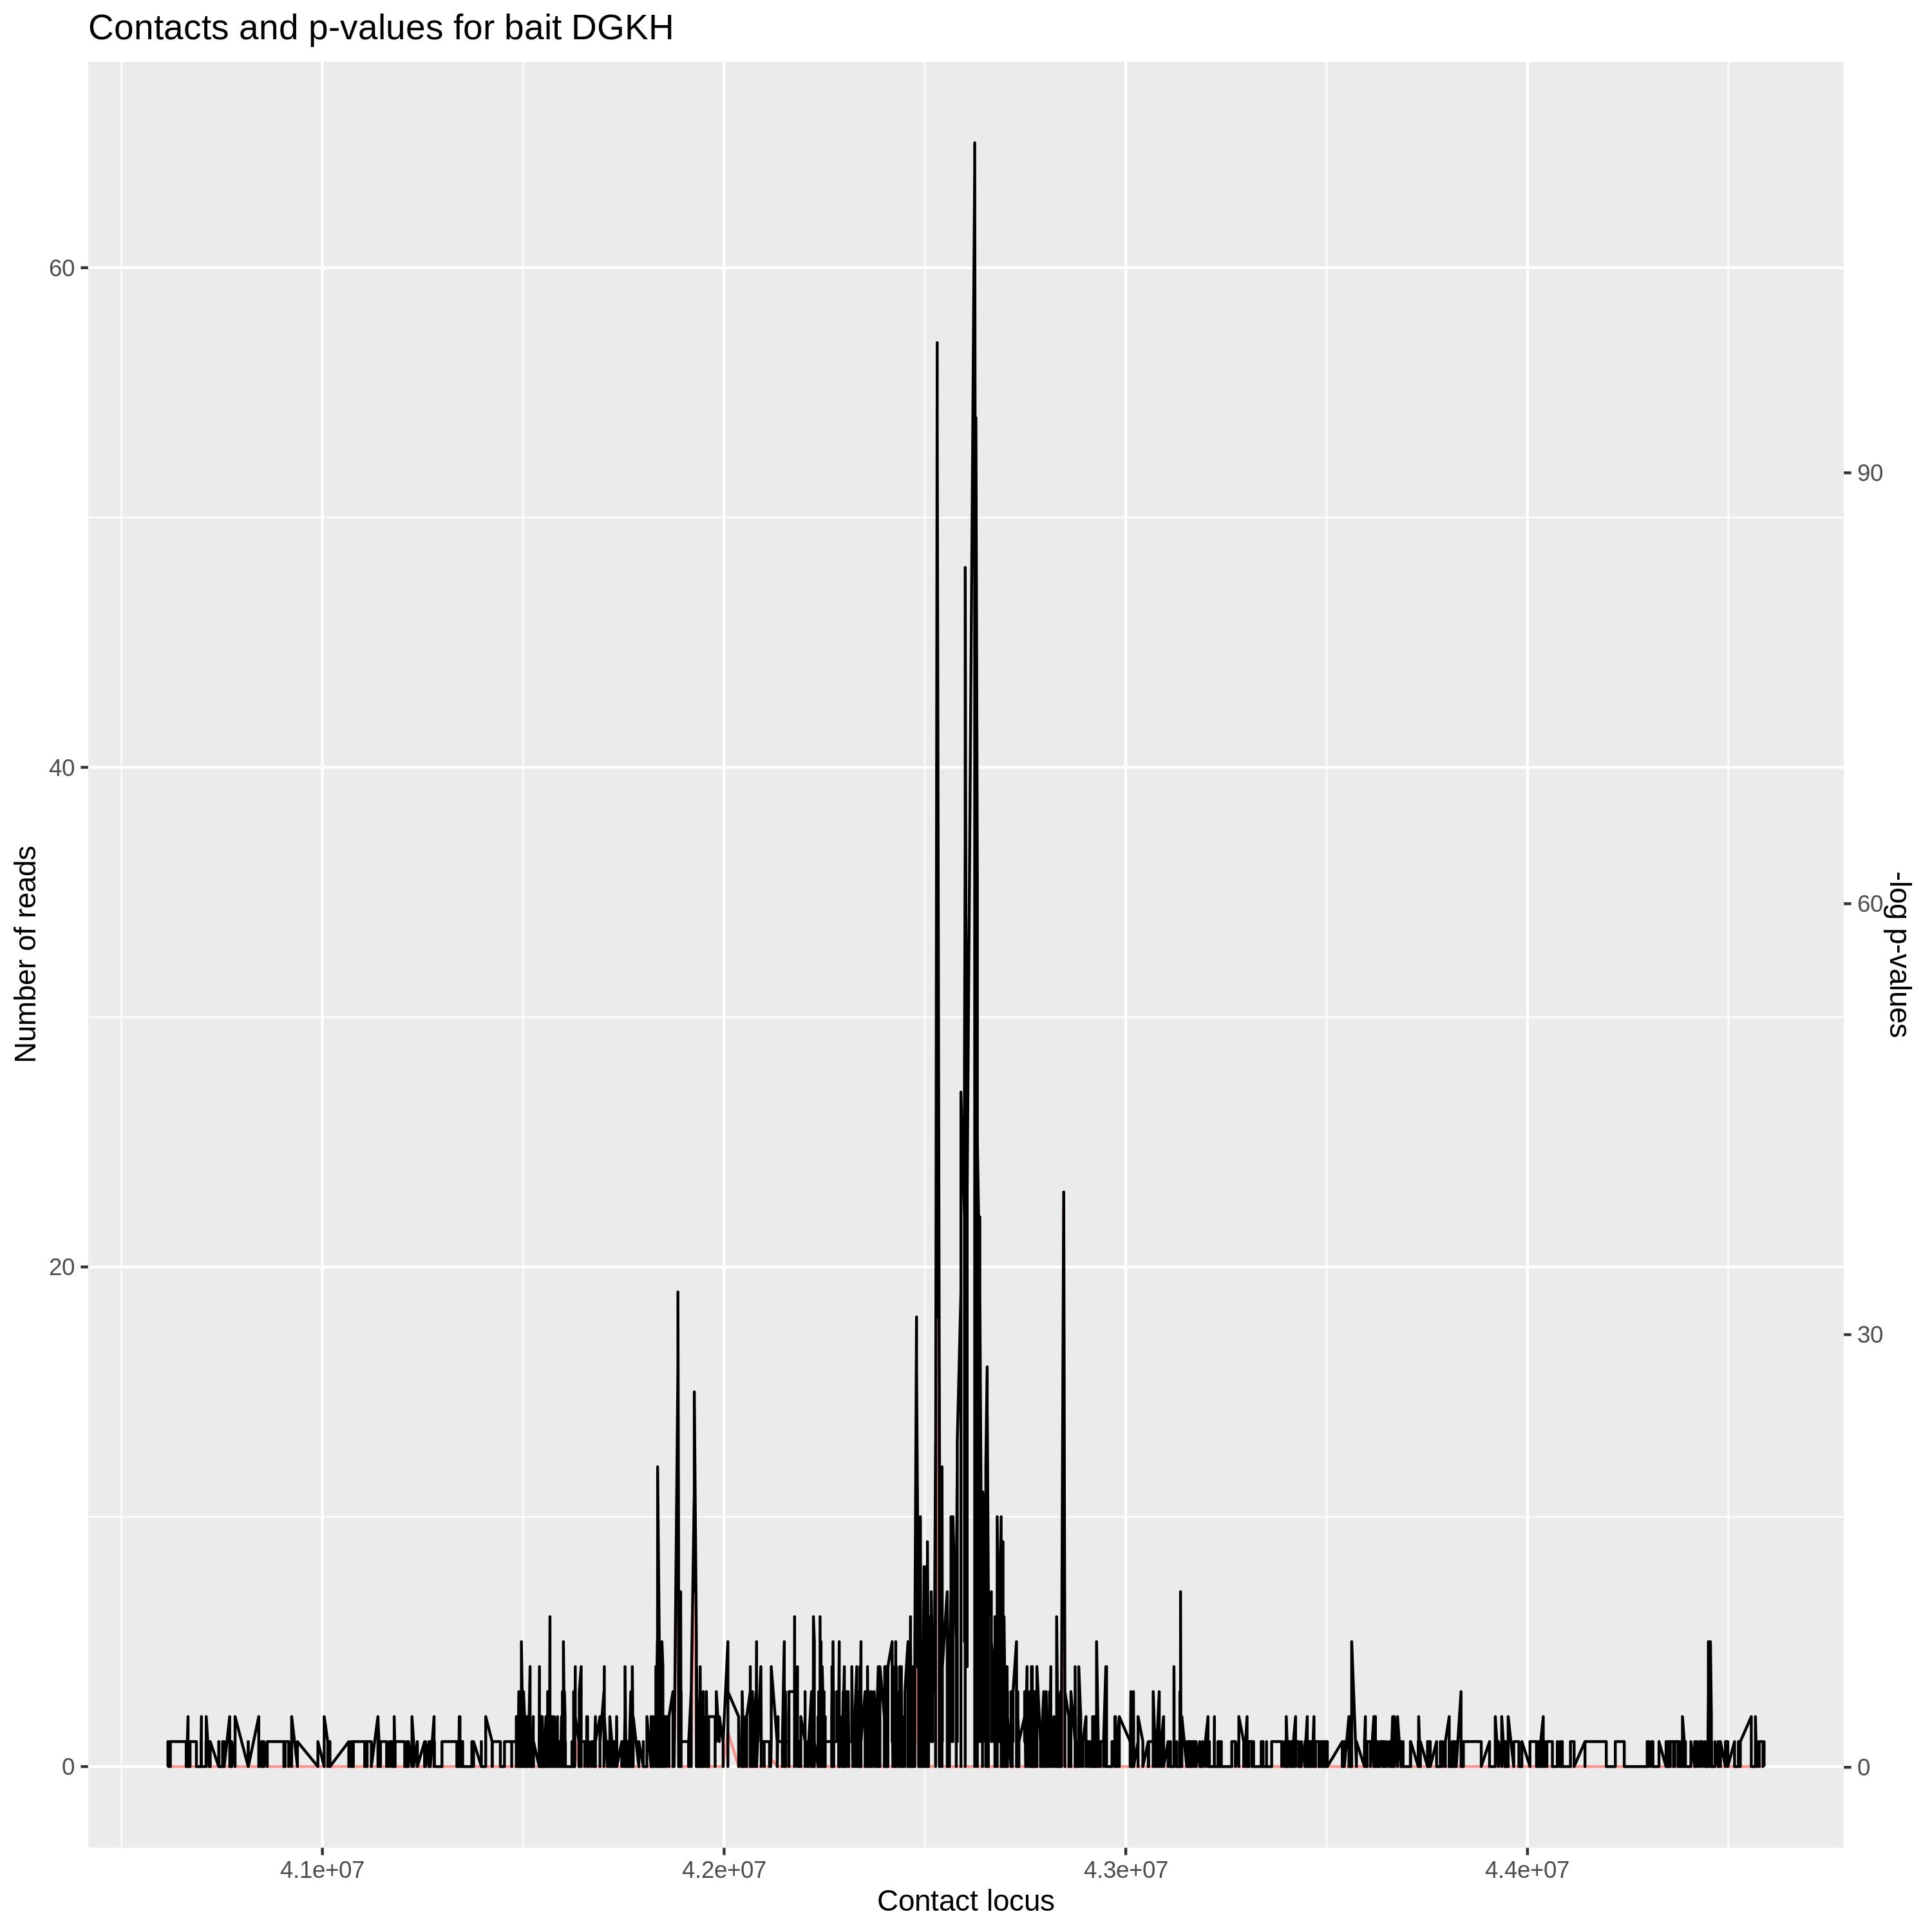 Contacts and p-values for bait DGKH
60
40
20
0
Number of reads
90
60
30
0
-log p-values
4.1e+07
4.2e+07
4.3e+07
4.4e+07
Contact locus